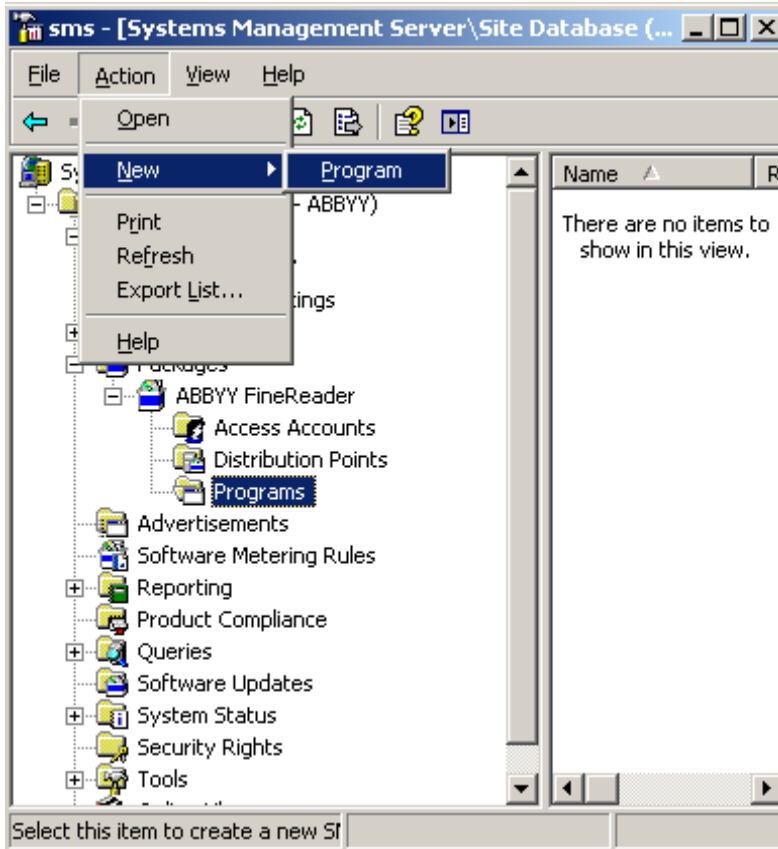 sms - [Systems Management Server\Site Database (...
File Action View Help
Open
New
Program
Print
Refresh
Export List...
Help
- ABBYY)
ings
Packages
ABBYY FineReader
Access Accounts
Distribution Points
Programs
Advertisements
Software Metering Rules
Reporting
Product Compliance
Queries
Software Updates
System Status
Security Rights
Tools
Name
R
There are no items to
show in this view.
Select this item to create a new S